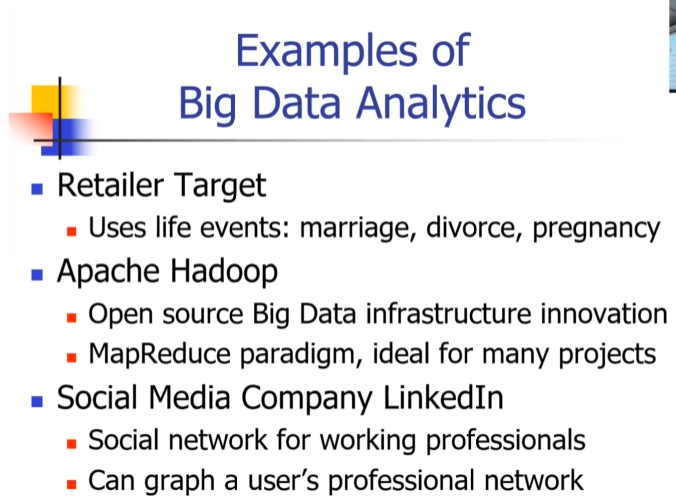 Examples of
Big Data Analytics
Retailer Target
Uses life events: marriage, divorce, pregnancy
Apache Hadoop
Open source Big Data infrastructure innovation
MapReduce paradigm, ideal for many projects
Social Media Company LinkedIn
Social network for working professionals
Can graph a user's professional network